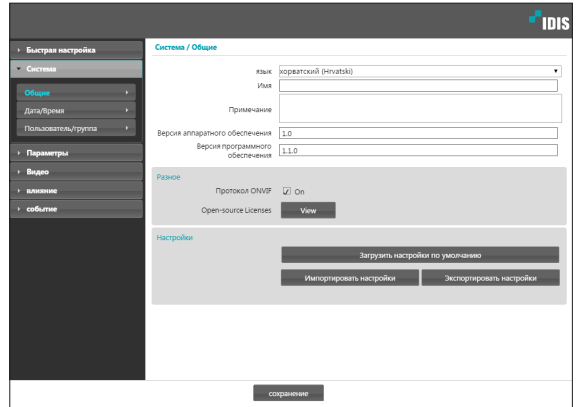 IDIS
Быстрая настройка
Система
Общие
Дата/Время
Пользователь/группа
Параметры
Видео
влияние
событие
Система / Общие
язык хорватский (Hrvatski)
Имя
Примечание
Версия аппаратного обеспечения 1.0
Версия программного
обеспечения 1.1.0
Разное
Протокол ONVIF On
Open-source Licenses View
Настройки
Загрузить настройки по умолчанию
Импортировать настройки Экспортировать настройки
сохранение